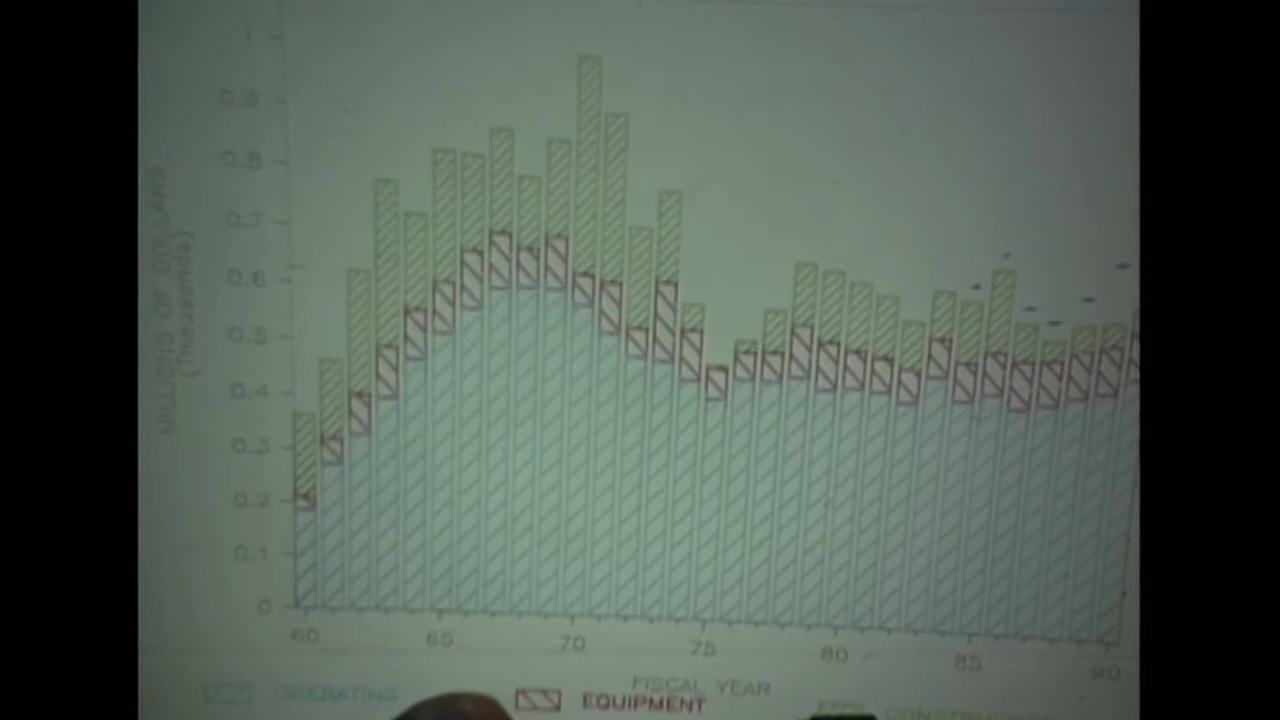 MILLIONS OF DOLLARS
(Thousands)
1
0.9
0.8
0.7
0.6
0.5
0.4
0.3
0.2
0.1
0
60 65 70 75 80 85 90
FISCAL YEAR
OPERATING EQUIPMENT